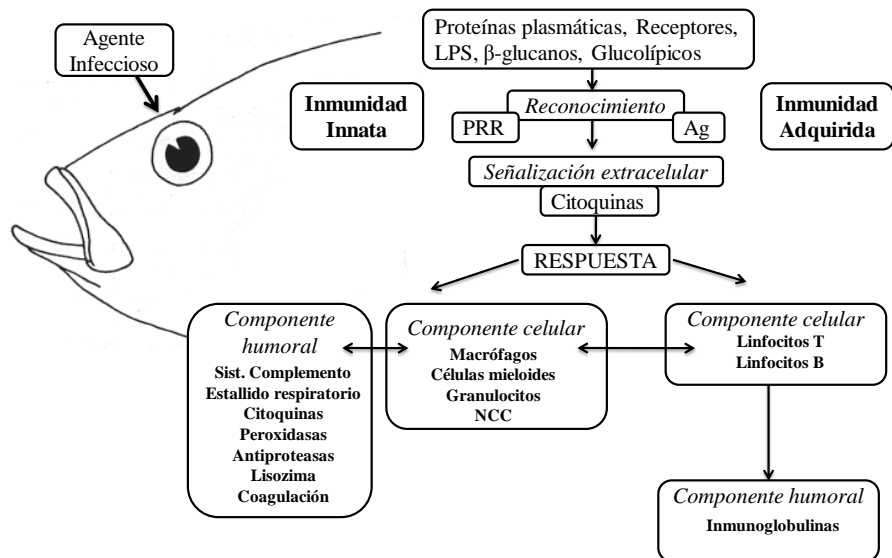 Agente
Infeccioso
Proteínas plasmáticas, Receptores,
LPS, β-glucanos, Glucolípicos
Inmunidad
Innata
Reconocimiento
PRR
Ag
Inmunidad
Adquirida
Señalización extracelular
Citoquinas
RESPUESTA
Componente
humoral
Sist. Complemento
Estallido respiratorio
Citoquinas
Peroxidasas
Antiproteasas
Lisozima
Coagulación
Componente celular
Macrófagos
Células mieloides
Granulocitos
NCC
Componente celular
Linfocitos T
Linfocitos B
Componente humoral
Inmunoglobulinas